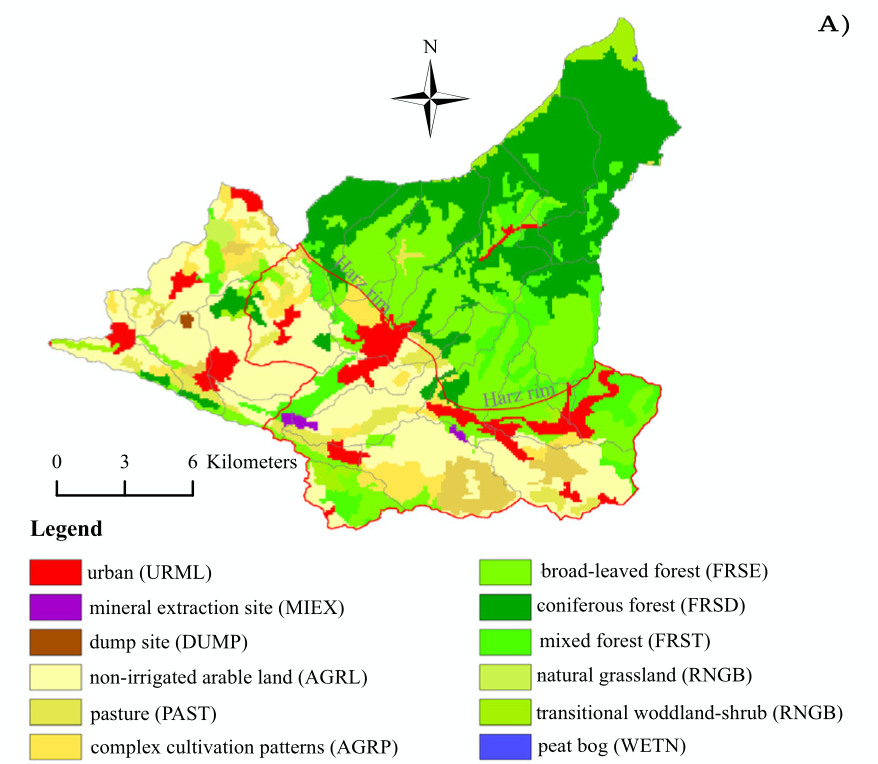 A)
N
Harz rim
Harz rim
0 3 6 Kilometers
Legend
urban (URML)
mineral extraction site (MIEX)
dump site (DUMP)
non-irrigated arable land (AGRL)
pasture (PAST)
complex cultivation patterns (AGRP)
broad-leaved forest (FRSE)
coniferous forest (FRSD)
mixed forest (FRST)
natural grassland (RNGB)
transitional woddland-shrub (RNGB)
peat bog (WETN)